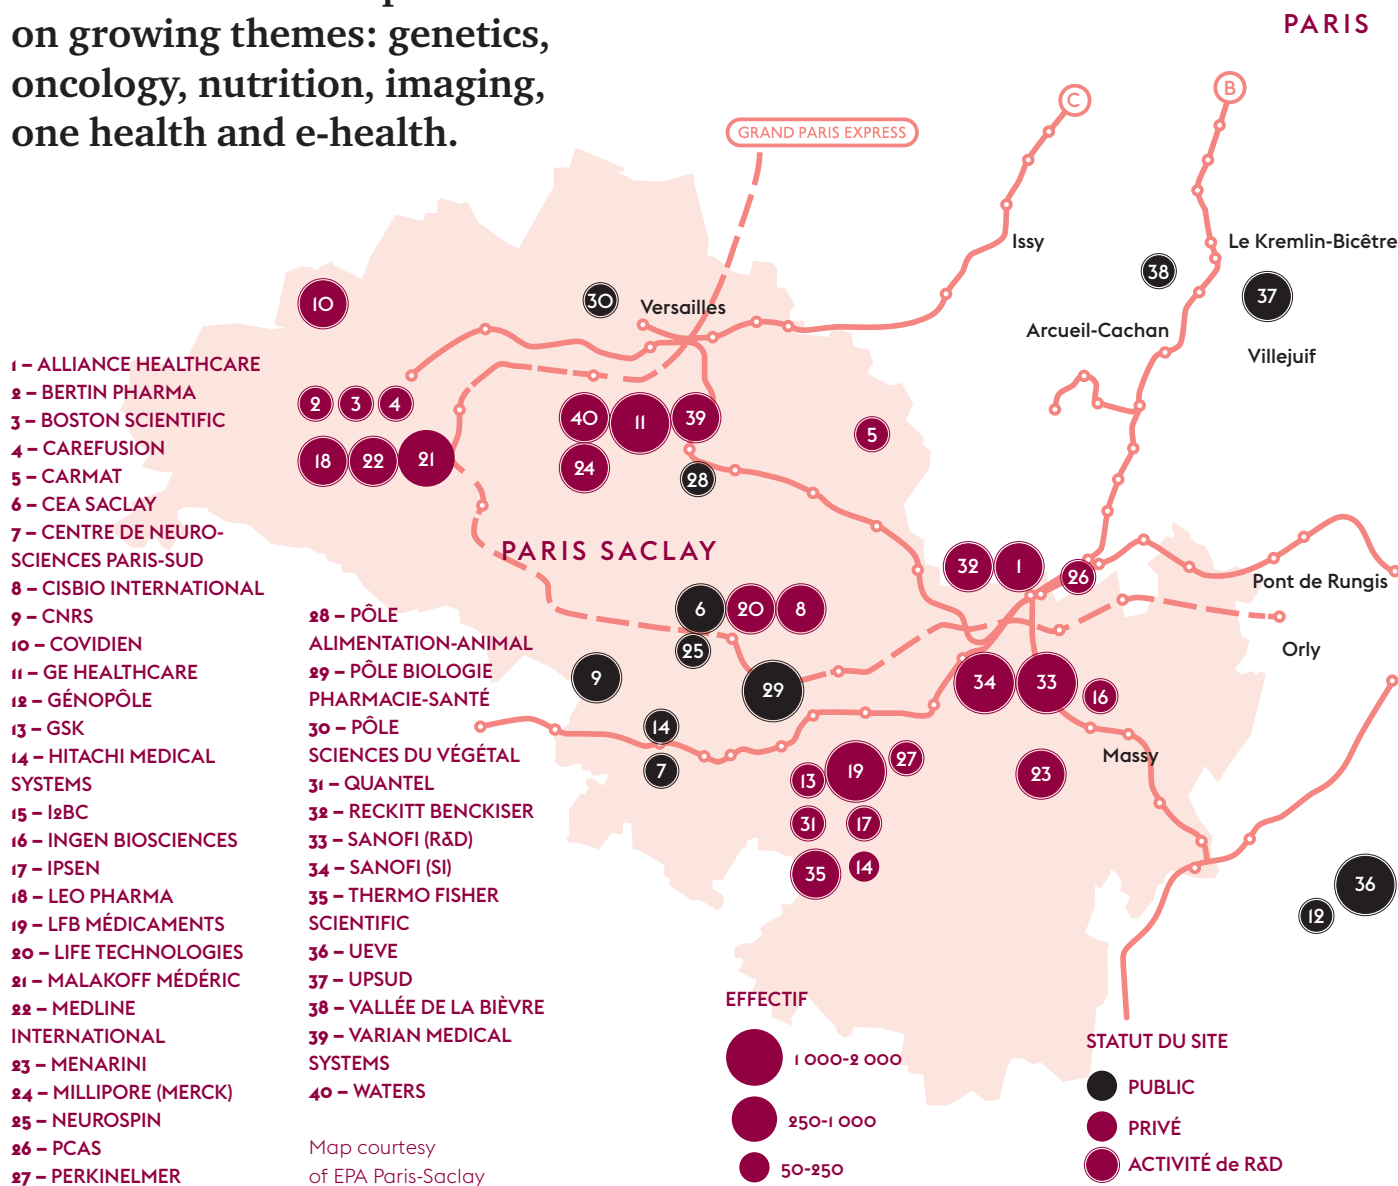 on growing themes: genetics,
oncology, nutrition, imaging,
one health and e-health.
PARIS
C
B
GRAND PARIS EXPRESS
Issy
Le Kremlin-Bicêtre
38
37
10
30
Versailles
Arcueil-Cachan
Villejuif
2
3
4
40
11
39
5
18
22
21
24
28
PARIS SACLAY
32
1
26
Pont de Rungis
6
20
8
25
Orly
9
29
34
33
16
14
7
Massy
13
19
27
23
31
17
35
14
36
12
1 – ALLIANCE HEALTHCARE
2 – BERTIN PHARMA
3 – BOSTON SCIENTIFIC
4 – CAREFUSION
5 – CARMAT
6 – CEA SACLAY
7 – CENTRE DE NEURO-
SCIENCES PARIS-SUD
8 – CISBIO INTERNATIONAL
9 – CNRS
10 – COVIDIEN
11 – GE HEALTHCARE
12 – GÉNOPÔLE
13 – GSK
14 – HITACHI MEDICAL
SYSTEMS
15 – I2BC
16 – INGEN BIOSCIENCES
17 – IPSEN
18 – LEO PHARMA
19 – LFB MÉDICAMENTS
20 – LIFE TECHNOLOGIES
21 – MALAKOFF MÉDÉRIC
22 – MEDLINE
INTERNATIONAL
23 – MENARINI
24 – MILLIPORE (MERCK)
25 – NEUROSPIN
26 – PCAS
27 – PERKINELMER
28 – PÔLE
ALIMENTATION-ANIMAL
29 – PÔLE BIOLOGIE
PHARMACIE-SANTÉ
30 – PÔLE
SCIENCES DU VÉGÉTAL
31 – QUANTEL
32 – RECKITT BENCKISER
33 – SANOFI (R&D)
34 – SANOFI (SI)
35 – THERMO FISHER
SCIENTIFIC
36 – UEVE
37 – UPSUD
38 – VALLÉE DE LA BIÈVRE
39 – VARIAN MEDICAL
SYSTEMS
40 – WATERS
Map courtesy
of EPA Paris-Saclay
EFFECTIF
1 000-2 000
250-1 000
50-250
STATUT DU SITE
PUBLIC
PRIVÉ
ACTIVITÉ de R&D